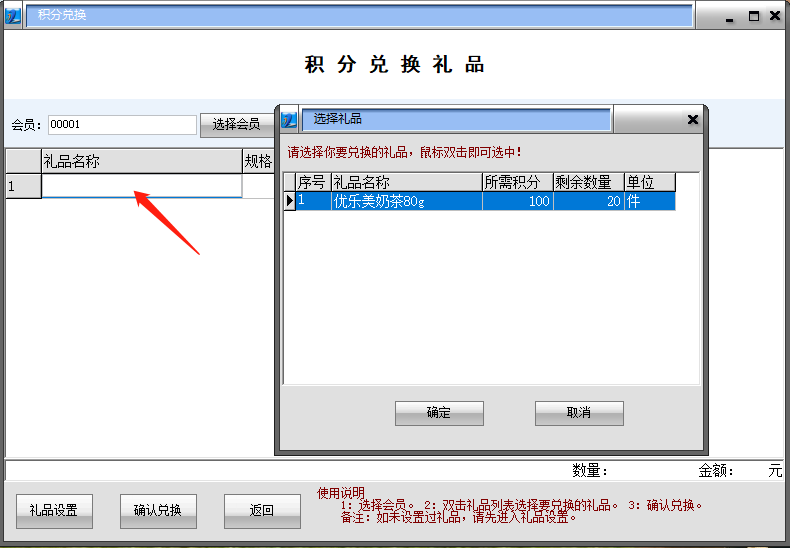 积分兑换
积 分 兑 换 礼 品
会员: 00001 选择会员
礼品名称 规格
1
选择礼品
请选择你要兑换的礼品，鼠标双击即可选中!
序号 礼品名称 所需积分 剩余数量 单位
1 优乐美奶茶80g 100 20 件
确定 取消
数量: 金额: 元
礼品设置 确认兑换 返回
使用说明
1: 选择会员。 2: 双击礼品列表选择要兑换的礼品。 3: 确认兑换。
备注: 如未设置过礼品，请先进入礼品设置。